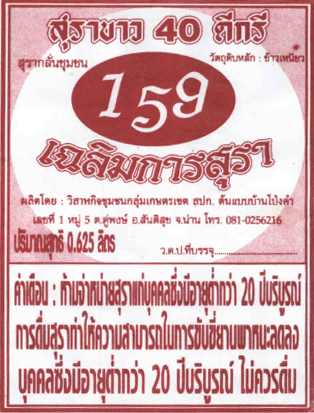 สุราขาว 40 ดีกรี
สุรากลั่นชุมชน
วัตถุดิบหลัก : ข้าวเหนียว
159
เฉลิมการสุรา
ผลิตโดย : วิสาหกิจชุมชนกลุ่มเกษตรเขต สปก. ต้นแบบบ้านโป่งคำ
เลขที่ 1 หมู่ 5 ต.ดู่พงษ์ อ.สันติสุข จ.น่าน โทร. 081-0256216
ปริมาณสุทธิ 0.625 ลิตร
ว.ด.ป.ที่บรรจุ
คำเตือน : ห้ามจำหน่ายสุราแก่บุคคลซึ่งมีอายุต่ำกว่า 20 ปีบริบูรณ์
การดื่มสุราทำให้ความสามารถในการขับขี่ยานพาหนะลดลง
บุคคลซึ่งมีอายุต่ำกว่า 20 ปีบริบูรณ์ ไม่ควรดื่ม